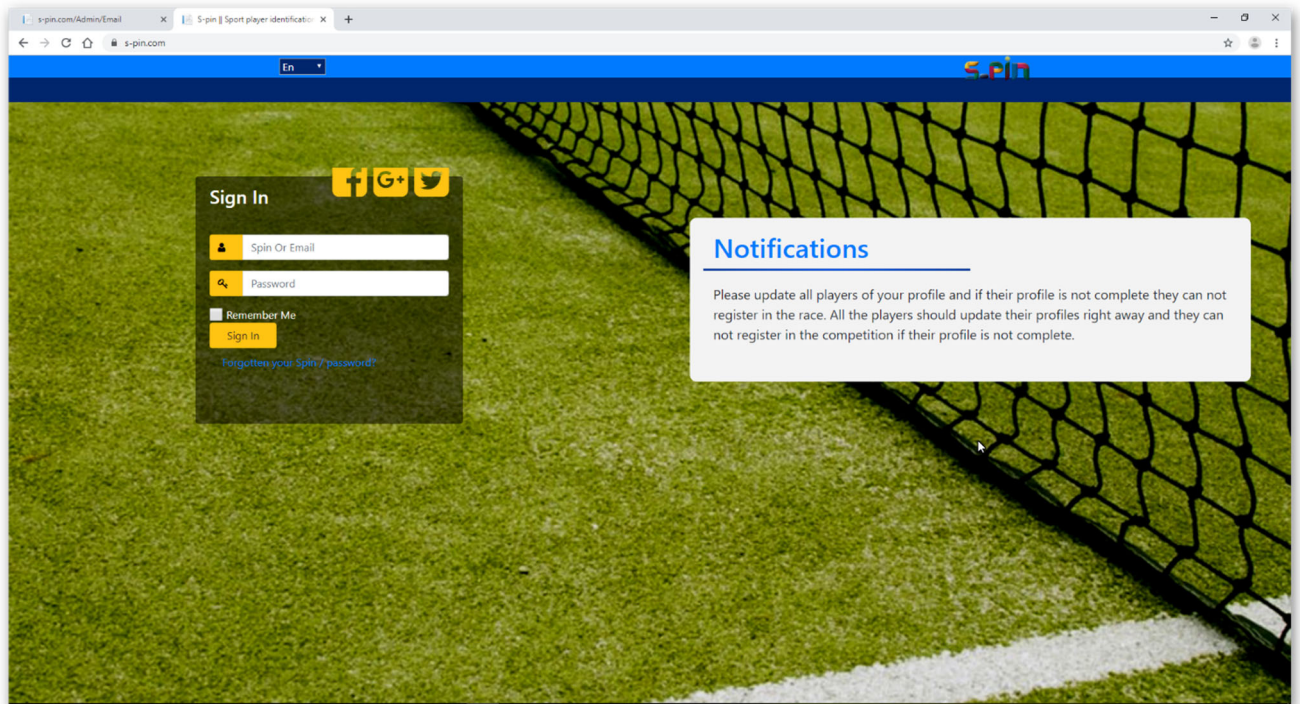 s-pin.com/Admin/Email
S-pin || Sport player identificatio
s-pin.com
En
s-pin
Sign In
G+
Spin Or Email
Password
Remember Me
Sign In
Forgotten your Spin / password?
Notifications
Please update all players of your profile and if their profile is not complete they can not
register in the race. All the players should update their profiles right away and they can
not register in the competition if their profile is not complete.